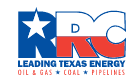 RRC
LEADING TEXAS ENERGY
OIL & GAS ★ COAL ★ PIPELINES